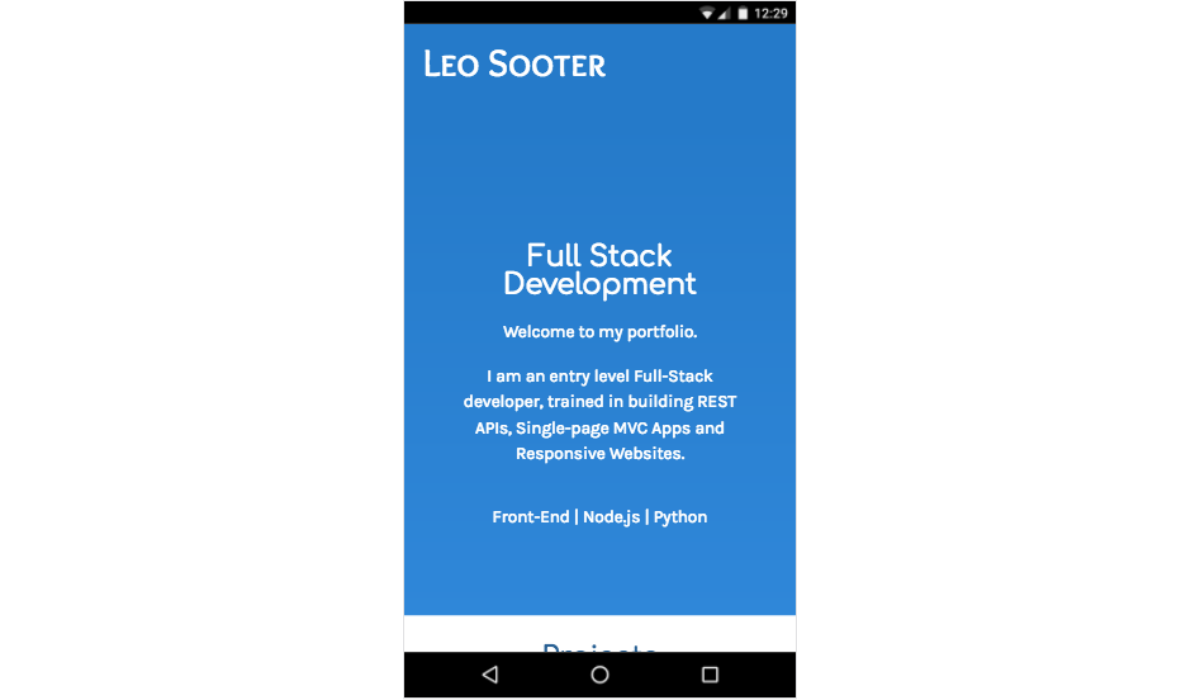 12:29
Leo Sooter
Full Stack
Development
Welcome to my portfolio.
I am an entry level Full-Stack
developer, trained in building REST
APIs, Single-page MVC Apps and
Responsive Websites.
Front-End | Node.js | Python
Projects